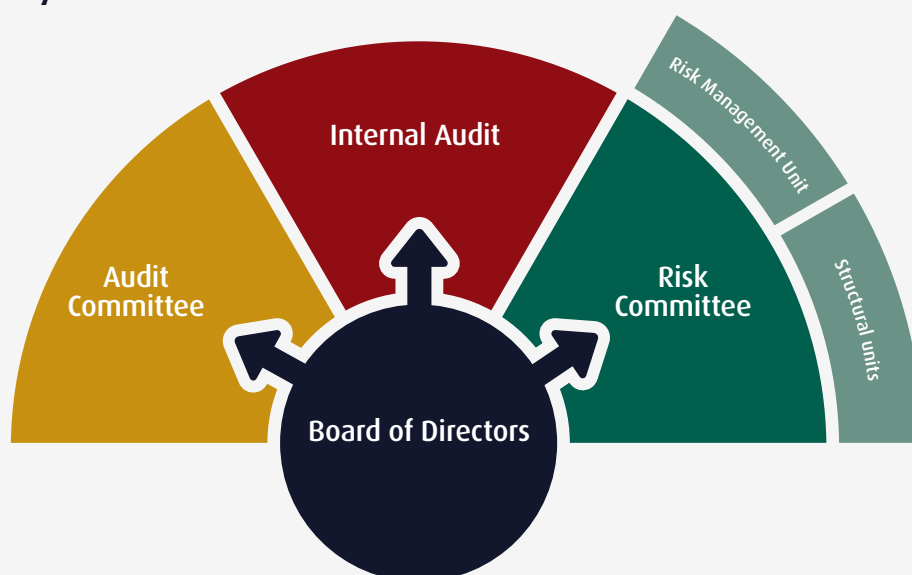 Internal Audit
Risk Management Unit
Audit
Committee
Risk
Committee
Structural units
Board of Directors